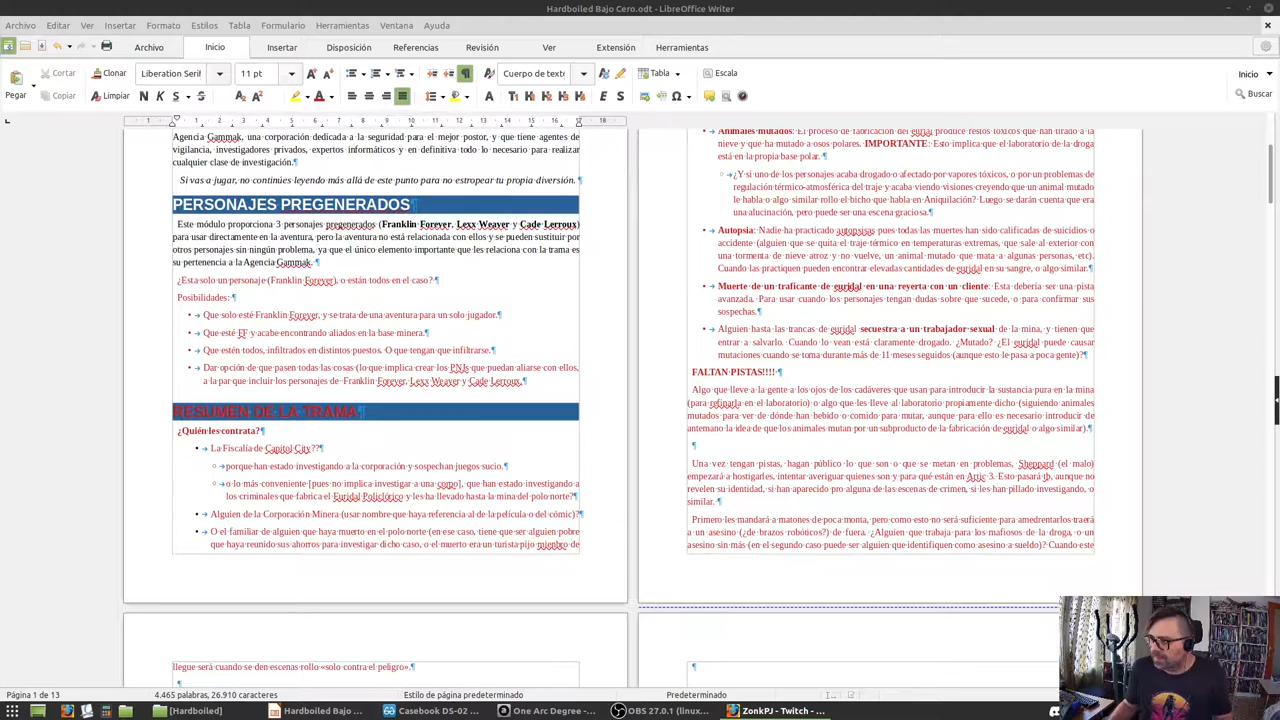 Hardboiled Bajo Cero.odt - LibreOffice Writer
Archivo Editar Ver Insertar Formato Estilos Tabla Formulario Herramientas Ventana Ayuda
Archivo Inicio Insertar Disposición Referencias Revisión Ver Extensión Herramientas
Cortar Clonar Liberation Serif 11 pt Cuerpo de texto Tabla Escala Inicio
Pegar Copiar Limpiar Buscar
Agencia Gammak, una corporación dedicada a la seguridad para el mejor postor, y que tiene agentes de
vigilancia, investigadores privados, expertos informáticos y en definitiva todo lo necesario para realizar
cualquier clase de investigación.¶
Si vas a jugar, no continúes leyendo más allá de este punto para no estropear tu propia diversión. ¶
PERSONAJES PREGENERADOS¶
Este módulo proporciona 3 personajes pregenerados (Franklin Forever, Lexx Weaver y Cade Lerroux)
para usar directamente en la aventura, pero la aventura no está relacionada con ellos y se pueden sustituir por
otros personajes sin ningún problema, ya que el único elemento importante que les relaciona con la trama es
su pertenencia a la Agencia Gammak. ¶
¿Esta solo un personaje (Franklin Forever), o están todos en el caso? ¶
Posibilidades: ¶
• Que solo esté Franklin Forever, y se trata de una aventura para un solo jugador.¶
• Que esté FF y acabe encontrando aliados en la base minera.¶
• Que estén todos, infiltrados en distintos puestos. O que tengan que infiltrarse.¶
• Dar opción de que pasen todas las cosas (lo que implica crear los PNJs que puedan aliarse con ellos,
a la par que incluir los personajes de Franklin Forever, Lexx Weaver y Cade Lerroux.¶
RESUMEN DE LA TRAMA¶
¿Quién les contrata?¶
• La Fiscalía de Capitol City??¶
○ porque han estado investigando a la corporación y sospechan juegos sucio.¶
○ o lo más conveniente [pues no implica investigar a una corpo], que han estado investigando a
los criminales que fabrica el Euridal Policlórico y les ha llevado hasta la mina del polo norte?¶
• Alguien de la Corporación Minera (usar nombre que haya referencia al de la película o del cómic)?¶
• O el familiar de alguien que haya muerto en el polo norte (en ese caso, tiene que ser alguien pobre
que haya reunido sus ahorros para investigar dicho caso, o el muerto era un turista pijo miembro de
llegue será cuando se den escenas rollo «solo contra el peligro».¶
¶
• Animales mutados: El proceso de fabricación del eurial produce restos tóxicos que han tirado a la
nieve y que ha mutado a osos polares. IMPORTANTE: Esto implica que el laboratorio de la droga
está en la propia base polar. ¶
○ ¿Y si uno de los personajes acaba drogado o afectado por vapores tóxicos, o por un problemas de
regulación térmico-atmosférica del traje y acaba viendo visiones creyendo que un animal mutado
le habla o algo similar rollo el bicho que habla en Aniquilación? Luego se darán cuenta que era
una alucinación, pero puede ser una escena graciosa.¶
• Autopsia: Nadie ha practicado autopsisas pues todas las muertes han sido calificadas de suicidios o
accidente (alguien que se quita el traje térmico en temperaturas extremas, que sale al exterior con
una tormenta de nieve atroz y no vuelve, un animal mutado que mata a algunas personas, etc).
Cuando las practiquen pueden encontrar elevadas cantidades de euridal en su sangre, o algo similar.¶
• Muerte de un traficante de euridal en una reyerta con un cliente: Esta debería ser una pista
avanzada. Para usar cuando los personajes tengan dudas sobre que sucede, o para confirmar sus
sospechas.¶
• Alguien hasta las trancas de euridal secuestra a un trabajador sexual de la mina, y tienen que
entrar a salvarlo. Cuando lo vean está claramente drogado. ¿Mutado? ¿El euridal puede causar
mutaciones cuando se toma durante más de 11 meses seguidos (aunque esto le pasa a poca gente)?¶
FALTAN PISTAS!!!! ¶
Algo que lleve a la gente a los ojos de los cadáveres que usan para introducir la sustancia pura en la mina
(para refinarla en el laboratorio) o algo que les lleve al laboratorio propiamente dicho (siguiendo animales
mutados para ver de dónde han bebido o comido para mutar, aunque para ello es necesario introducir de
antemano la idea de que los animales mutan por un subproducto de la fabricación de euridal o algo similar).¶
¶
Una vez tengan pistas, hagan público lo que son o que se metan en problemas, Sheppard (el malo)
empezará a hostigarles, intentar averiguar quienes son y para qué están en Artic 3. Esto pasará tb, aunque no
revelen su identidad, si han aparecido pro alguna de las escenas de crimen, si les han pillado investigando, o
similar. ¶
Primero les mandará a matones de poca monta, pero como esto no será suficiente para amedrentarlos traerá
a un asesino (¿de brazos robóticos?) de fuera. ¿Alguien que trabaja para los mafiosos de la droga, o un
asesino sin más (en el segundo caso puede ser alguien que identifiquen como asesino a sueldo)? Cuando este
¶
Página 1 de 13 4.465 palabras, 26.910 caracteres Estilo de página predeterminado Predeterminado
[Hardboiled] Hardboiled Bajo ... Casebook DS-02 ... One Arc Degree - ... OBS 27.0.1 (linux... ZonkPJ - Twitch - ...